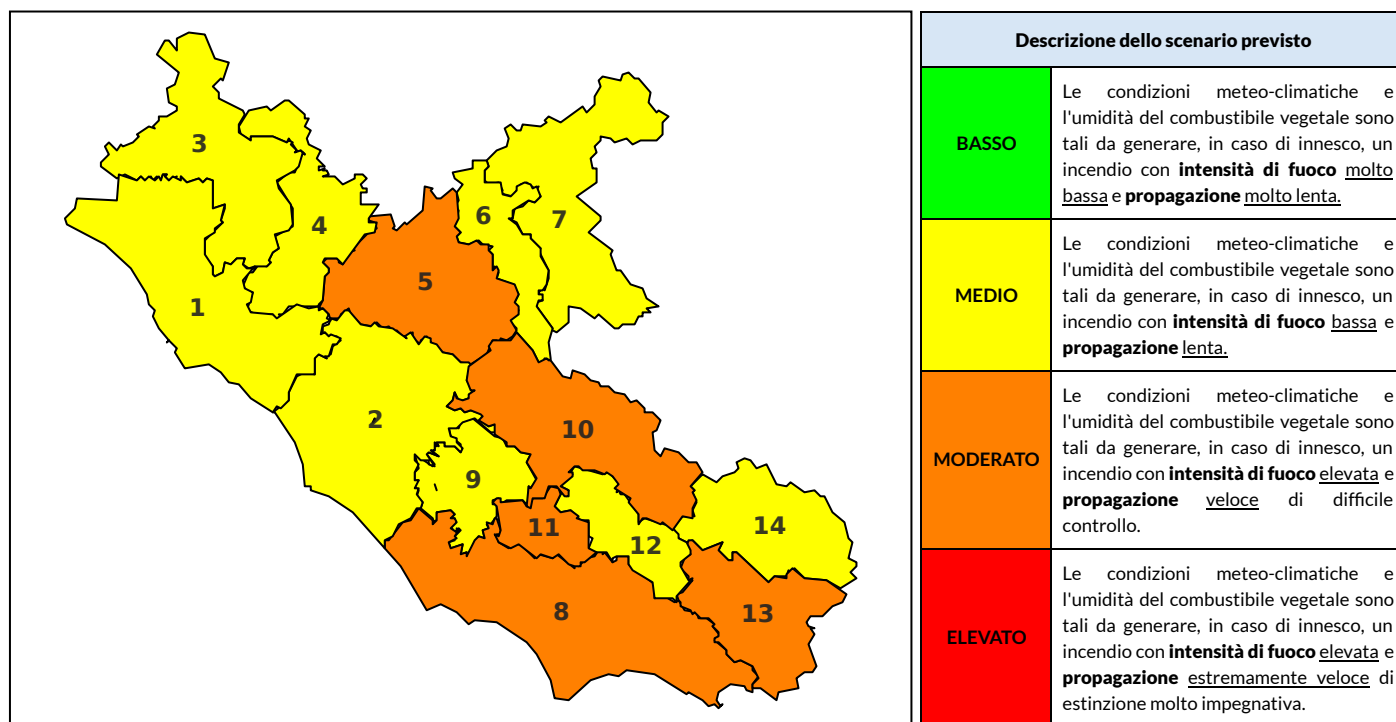 3
4
6
7
5
1
2
10
9
11
12
14
8
13
Descrizione dello scenario previsto
BASSO
Le condizioni meteo-climatiche e
l'umidità del combustibile vegetale sono
tali da generare, in caso di innesco, un
incendio con intensità di fuoco molto
bassa e propagazione molto lenta.
MEDIO
Le condizioni meteo-climatiche e
l'umidità del combustibile vegetale sono
tali da generare, in caso di innesco, un
incendio con intensità di fuoco bassa e
propagazione lenta.
MODERATO
Le condizioni meteo-climatiche e
l'umidità del combustibile vegetale sono
tali da generare, in caso di innesco, un
incendio con intensità di fuoco elevata e
propagazione veloce di difficile
controllo.
ELEVATO
Le condizioni meteo-climatiche e
l'umidità del combustibile vegetale sono
tali da generare, in caso di innesco, un
incendio con intensità di fuoco elevata e
propagazione estremamente veloce di
estinzione molto impegnativa.